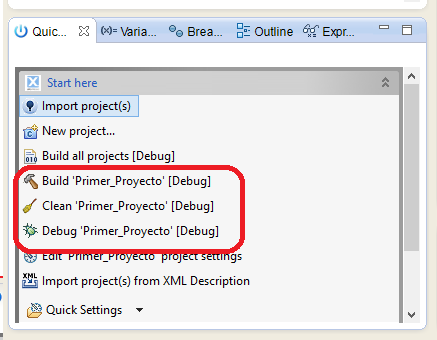 Quic... (x)= Varia... Brea... Outline Expr...
Start here
Import project(s)
New project...
Build all projects [Debug]
Build 'Primer_Proyecto' [Debug]
Clean 'Primer_Proyecto' [Debug]
Debug 'Primer_Proyecto' [Debug]
Edit 'Primer_Proyecto' project settings
Import project(s) from XML Description
Quick Settings